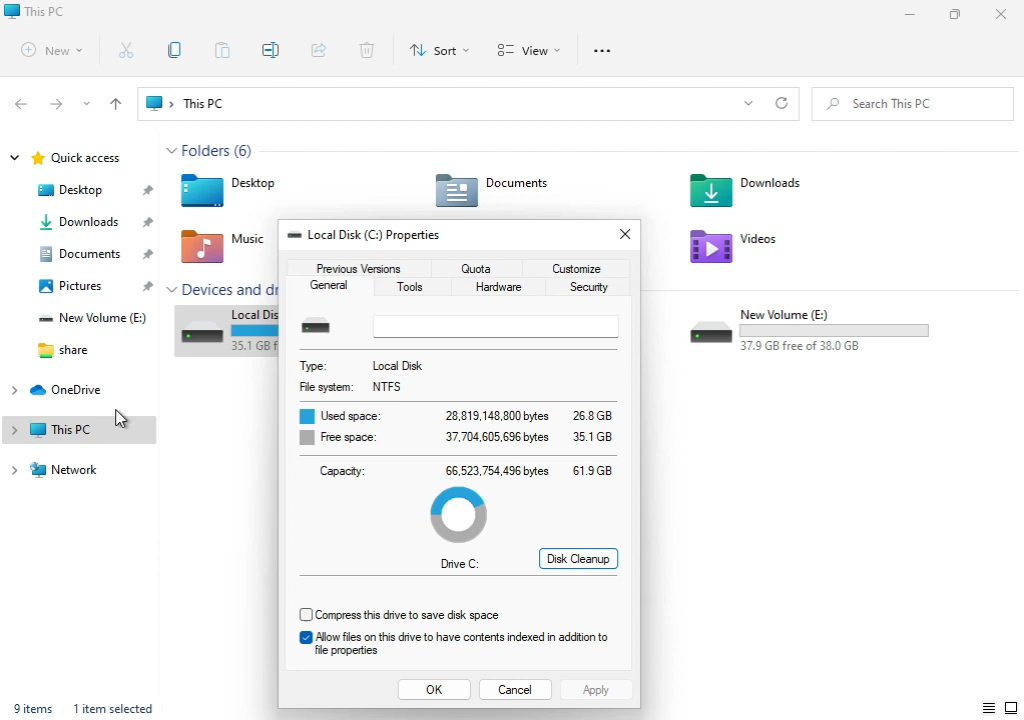 This PC
New
Sort
View
This PC
Search This PC
Quick access
Desktop
Downloads
Documents
Pictures
New Volume (E:)
share
OneDrive
This PC
Network
Folders (6)
Desktop
Documents
Downloads
Music
Videos
Devices and dr
Local Dis
35.1 GB f
New Volume (E:)
37.9 GB free of 38.0 GB
Local Disk (C:) Properties
Previous Versions
Quota
Customize
General
Tools
Hardware
Security
Type: Local Disk
File system: NTFS
Used space: 28,819,148,800 bytes 26.8 GB
Free space: 37,704,605,696 bytes 35.1 GB
Capacity: 66,523,754,496 bytes 61.9 GB
Drive C:
Disk Cleanup
Compress this drive to save disk space
Allow files on this drive to have contents indexed in addition to
file properties
OK
Cancel
Apply
9 items
1 item selected